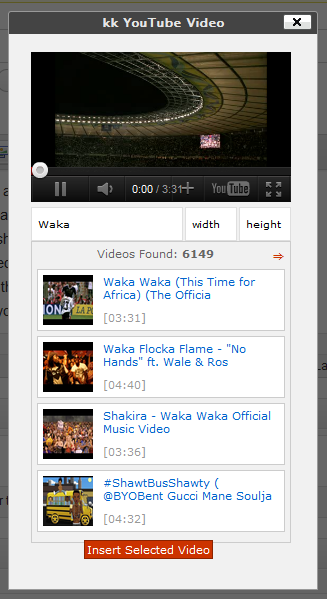 kk YouTube Video
0:00 / 3:31
YouTube
Waka
width
height
Videos Found: 6149
Waka Waka (This Time for
Africa) (The Officia
[03:31]
Waka Flocka Flame - "No
Hands" ft. Wale & Ros
[04:40]
Shakira - Waka Waka Official
Music Video
[03:36]
#ShawtBusShawty (
@BYOBent Gucci Mane Soulja
[04:32]
Insert Selected Video